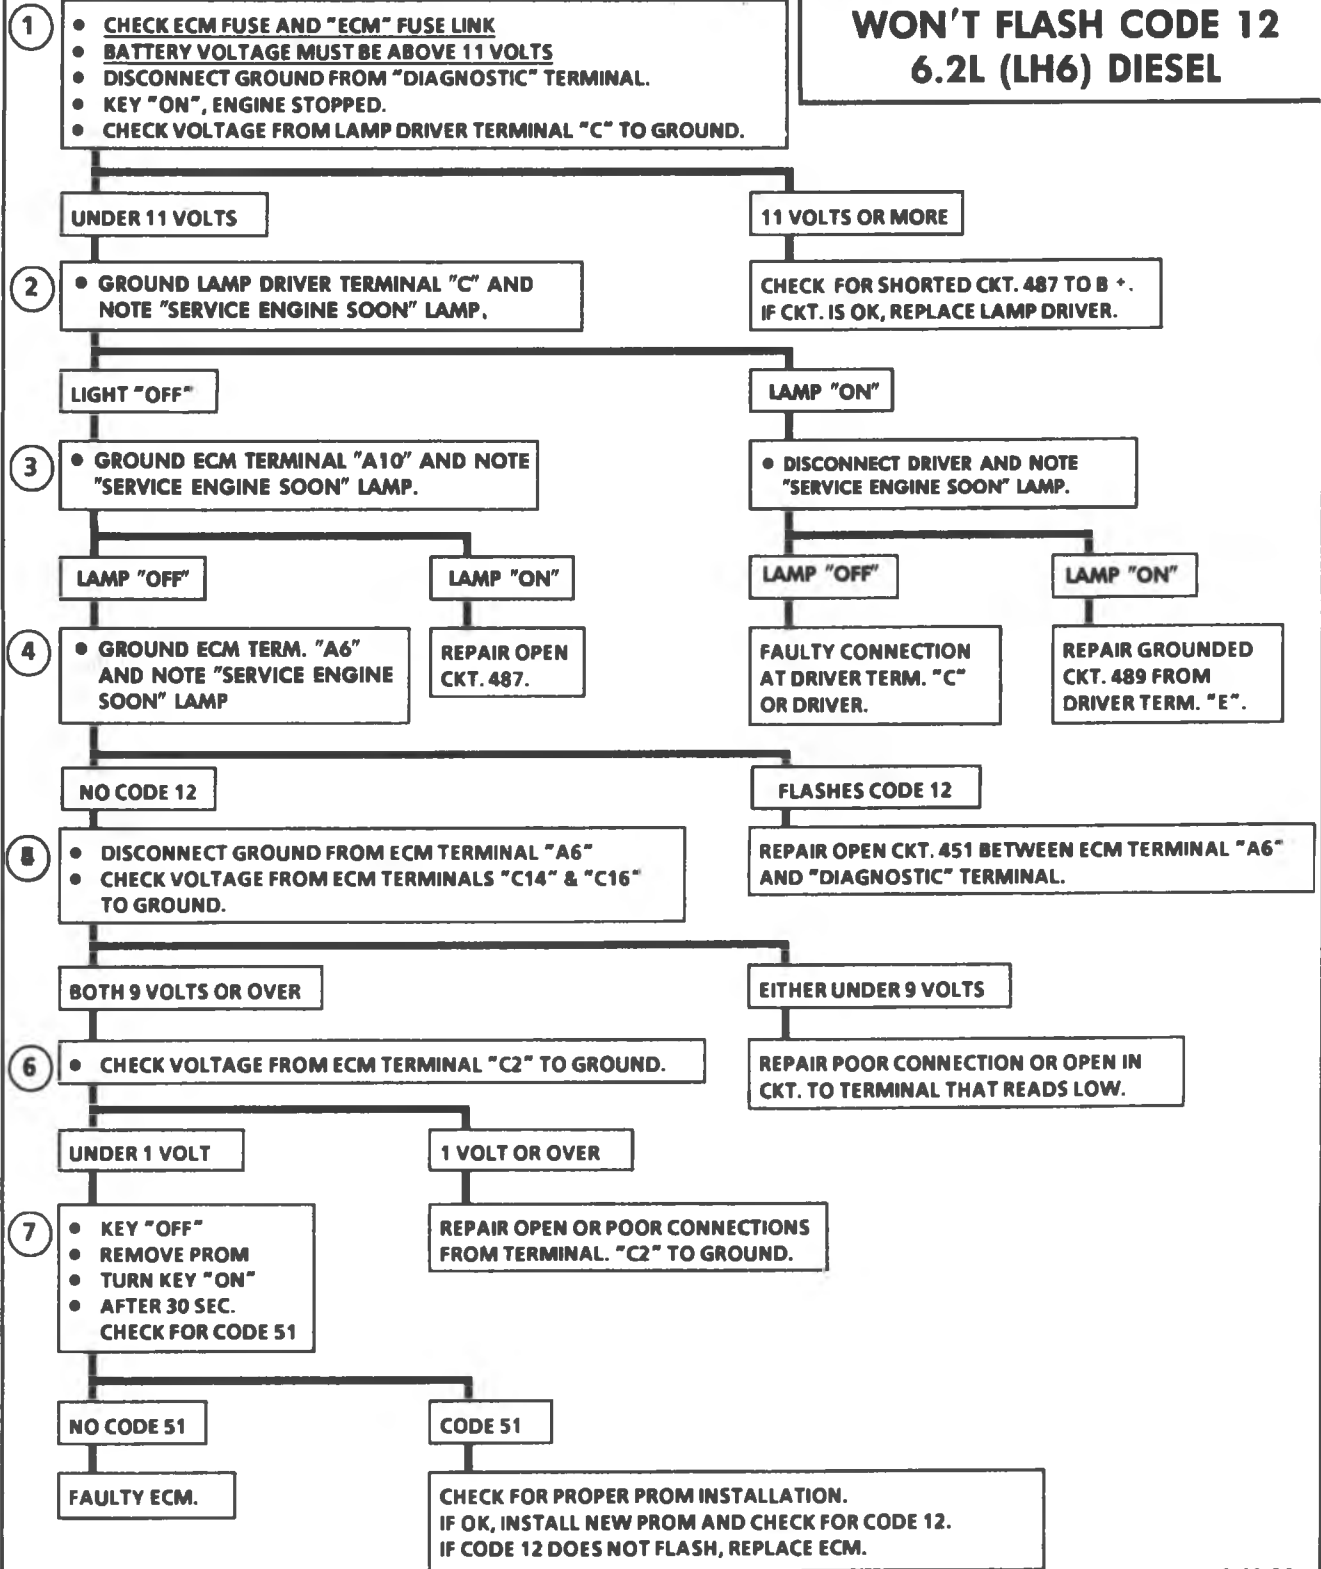 WON'T FLASH CODE 12
6.2L (LH6) DIESEL
1
• CHECK ECM FUSE AND "ECM" FUSE LINK
• BATTERY VOLTAGE MUST BE ABOVE 11 VOLTS
• DISCONNECT GROUND FROM "DIAGNOSTIC" TERMINAL.
• KEY "ON", ENGINE STOPPED.
• CHECK VOLTAGE FROM LAMP DRIVER TERMINAL "C" TO GROUND.
UNDER 11 VOLTS
11 VOLTS OR MORE
2
• GROUND LAMP DRIVER TERMINAL "C" AND
NOTE "SERVICE ENGINE SOON" LAMP.
CHECK FOR SHORTED CKT. 487 TO B +.
IF CKT. IS OK, REPLACE LAMP DRIVER.
LIGHT "OFF"
LAMP "ON"
3
• GROUND ECM TERMINAL "A10" AND NOTE
"SERVICE ENGINE SOON" LAMP.
• DISCONNECT DRIVER AND NOTE
"SERVICE ENGINE SOON" LAMP.
LAMP "OFF"
LAMP "ON"
LAMP "OFF"
LAMP "ON"
4
• GROUND ECM TERM. "A6"
AND NOTE "SERVICE ENGINE
SOON" LAMP
REPAIR OPEN
CKT. 487.
FAULTY CONNECTION
AT DRIVER TERM. "C"
OR DRIVER.
REPAIR GROUNDED
CKT. 489 FROM
DRIVER TERM. "E".
NO CODE 12
FLASHES CODE 12
• DISCONNECT GROUND FROM ECM TERMINAL "A6"
• CHECK VOLTAGE FROM ECM TERMINALS "C14" & "C16"
TO GROUND.
REPAIR OPEN CKT. 451 BETWEEN ECM TERMINAL "A6"
AND "DIAGNOSTIC" TERMINAL.
BOTH 9 VOLTS OR OVER
EITHER UNDER 9 VOLTS
6
• CHECK VOLTAGE FROM ECM TERMINAL "C2" TO GROUND.
REPAIR POOR CONNECTION OR OPEN IN
CKT. TO TERMINAL THAT READS LOW.
UNDER 1 VOLT
1 VOLT OR OVER
7
• KEY "OFF"
• REMOVE PROM
• TURN KEY "ON"
• AFTER 30 SEC.
CHECK FOR CODE 51
REPAIR OPEN OR POOR CONNECTIONS
FROM TERMINAL. "C2" TO GROUND.
NO CODE 51
CODE 51
FAULTY ECM.
CHECK FOR PROPER PROM INSTALLATION.
IF OK, INSTALL NEW PROM AND CHECK FOR CODE 12.
IF CODE 12 DOES NOT FLASH, REPLACE ECM.